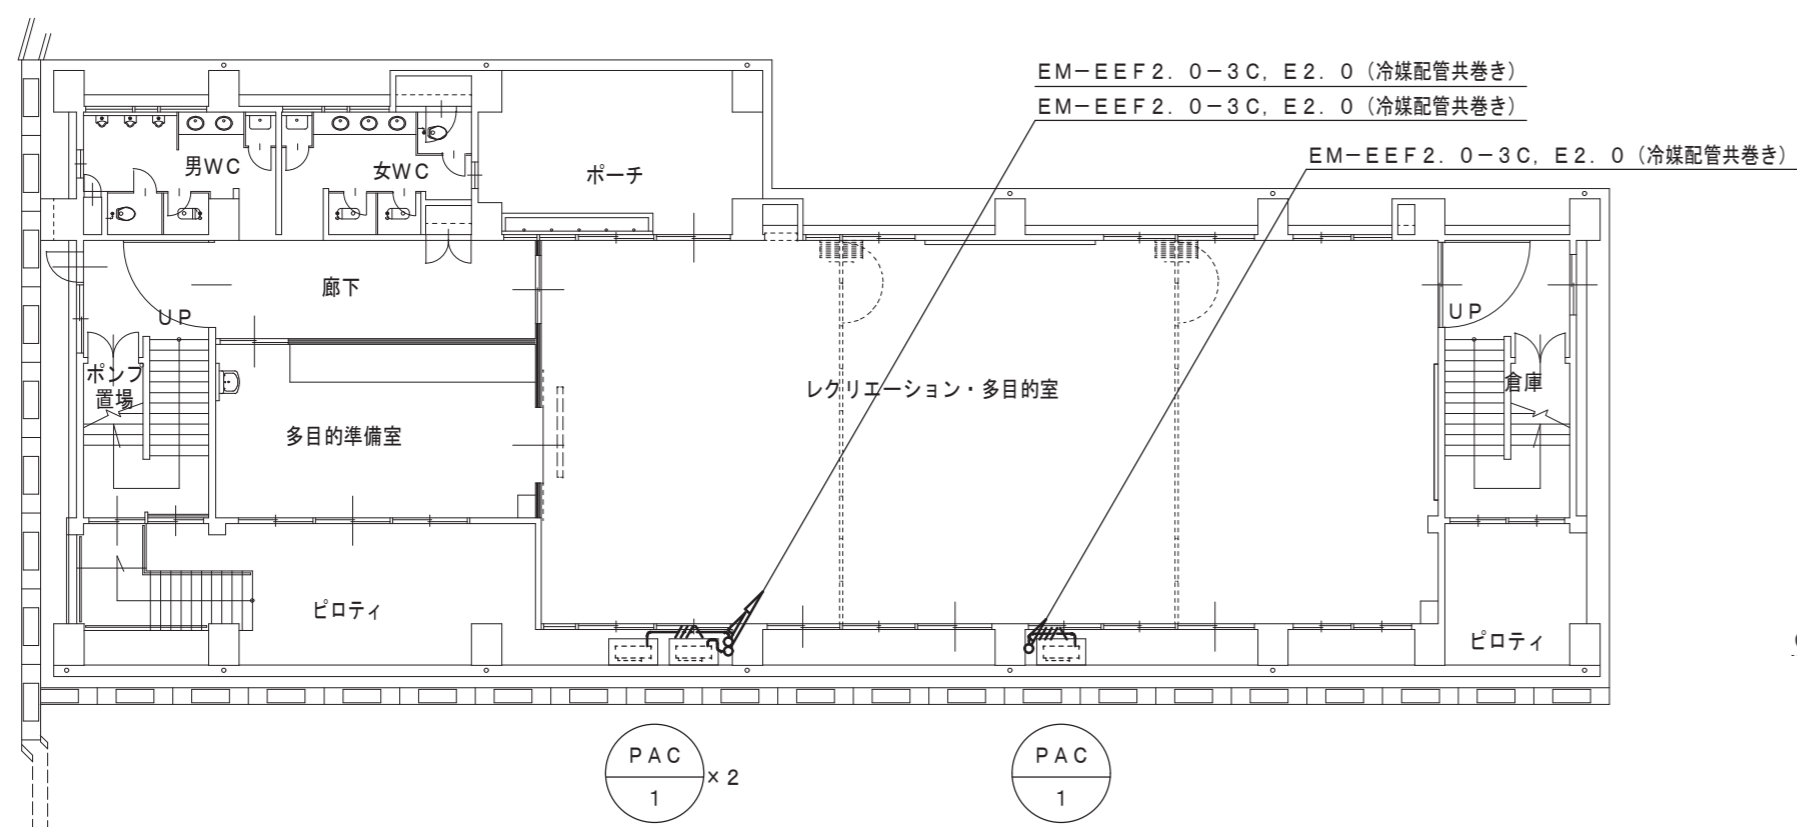 EM-EEF2.0-3C,E2.0(冷媒配管共巻き)
EM-EEF2.0-3C,E2.0(冷媒配管共巻き)
EM-EEF2.0-3C,E2.0(冷媒配管共巻き)
男WC
女WC
ポーチ
廊下
UP
UP
ポンプ
置場
レクリエーション・多目的室
倉庫
多目的準備室
ピロティ
ピロティ
PAC
1
×2
PAC
1